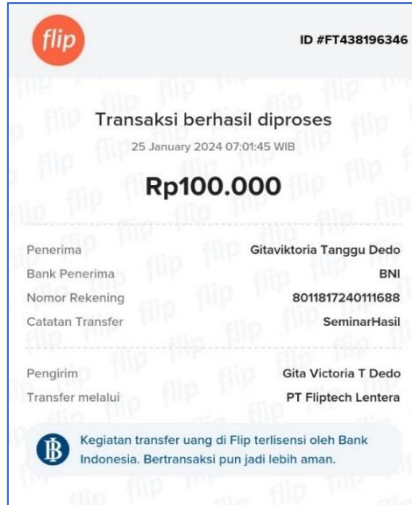 flip
ID #FT438196346
Transaksi berhasil diproses
25 January 2024 07:01:45 WIB
Rp100.000
Penerima Gitaviktoria Tanggu Dedo
Bank Penerima BNI
Nomor Rekening 8011817240111688
Catatan Transfer SeminarHasil
Pengirim Gita Victoria T Dedo
Transfer melalui PT Fliptech Lentera
Kegiatan transfer uang di Flip terlisensi oleh Bank
Indonesia. Bertransaksi pun jadi lebih aman.